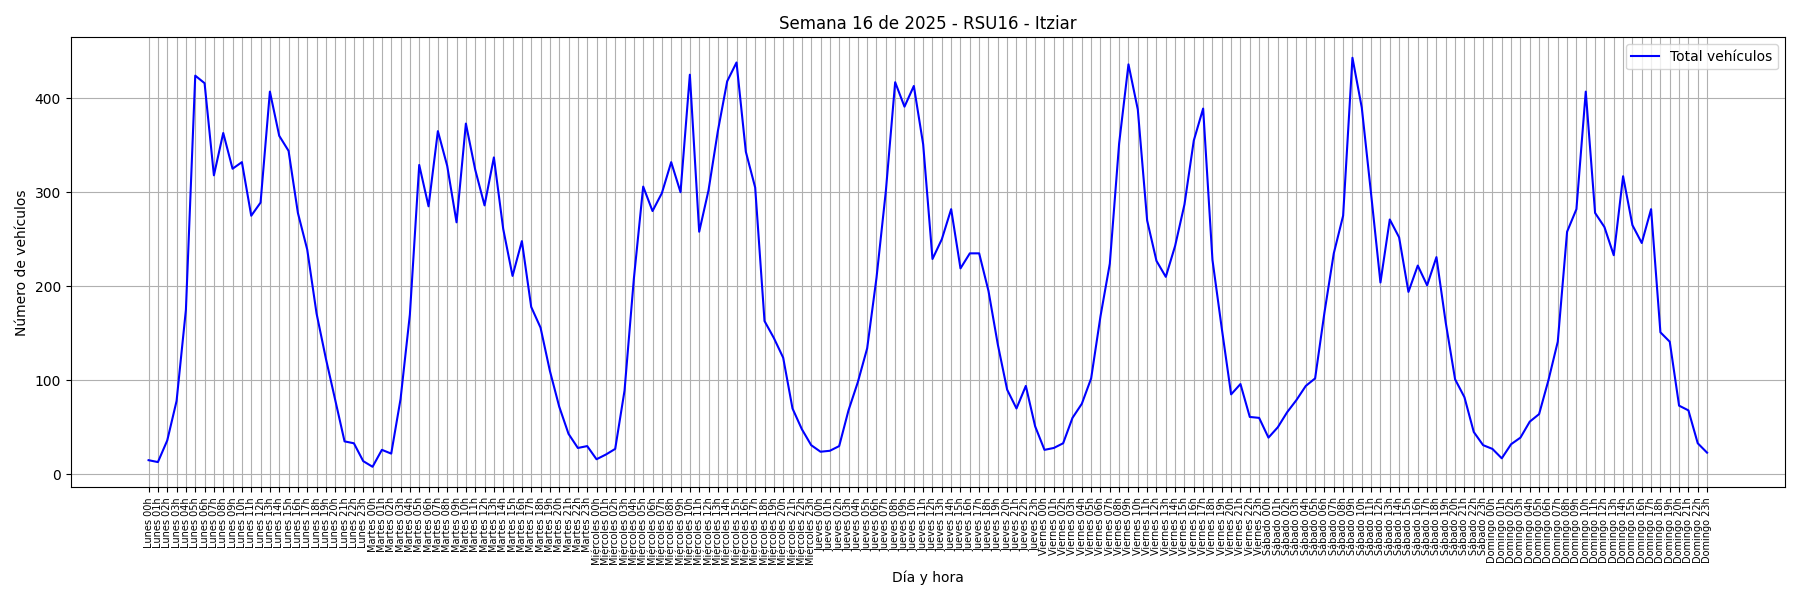 Semana 16 de 2025 - RSU16 - Itziar
Total vehículos
Número de vehículos
400
300
200
100
0
Lunes 00h
Lunes 01h
Lunes 02h
Lunes 03h
Lunes 04h
Lunes 05h
Lunes 06h
Lunes 07h
Lunes 08h
Lunes 09h
Lunes 10h
Lunes 11h
Lunes 12h
Lunes 13h
Lunes 14h
Lunes 15h
Lunes 16h
Lunes 17h
Lunes 18h
Lunes 19h
Lunes 20h
Lunes 21h
Lunes 22h
Lunes 23h
Martes 00h
Martes 01h
Martes 02h
Martes 03h
Martes 04h
Martes 05h
Martes 06h
Martes 07h
Martes 08h
Martes 09h
Martes 10h
Martes 11h
Martes 12h
Martes 13h
Martes 14h
Martes 15h
Martes 16h
Martes 17h
Martes 18h
Martes 19h
Martes 20h
Martes 21h
Martes 22h
Martes 23h
Miércoles 00h
Miércoles 01h
Miércoles 02h
Miércoles 03h
Miércoles 04h
Miércoles 05h
Miércoles 06h
Miércoles 07h
Miércoles 08h
Miércoles 09h
Miércoles 10h
Miércoles 11h
Miércoles 12h
Miércoles 13h
Miércoles 14h
Miércoles 15h
Miércoles 16h
Miércoles 17h
Miércoles 18h
Miércoles 19h
Miércoles 20h
Miércoles 21h
Miércoles 22h
Miércoles 23h
Jueves 00h
Jueves 01h
Jueves 02h
Jueves 03h
Jueves 04h
Jueves 05h
Jueves 06h
Jueves 07h
Jueves 08h
Jueves 09h
Jueves 10h
Jueves 11h
Jueves 12h
Jueves 13h
Jueves 14h
Jueves 15h
Jueves 16h
Jueves 17h
Jueves 18h
Jueves 19h
Jueves 20h
Jueves 21h
Jueves 22h
Jueves 23h
Viernes 00h
Viernes 01h
Viernes 02h
Viernes 03h
Viernes 04h
Viernes 05h
Viernes 06h
Viernes 07h
Viernes 08h
Viernes 09h
Viernes 10h
Viernes 11h
Viernes 12h
Viernes 13h
Viernes 14h
Viernes 15h
Viernes 16h
Viernes 17h
Viernes 18h
Viernes 19h
Viernes 20h
Viernes 21h
Viernes 22h
Viernes 23h
Sábado 00h
Sábado 01h
Sábado 02h
Sábado 03h
Sábado 04h
Sábado 05h
Sábado 06h
Sábado 07h
Sábado 08h
Sábado 09h
Sábado 10h
Sábado 11h
Sábado 12h
Sábado 13h
Sábado 14h
Sábado 15h
Sábado 16h
Sábado 17h
Sábado 18h
Sábado 19h
Sábado 20h
Sábado 21h
Sábado 22h
Sábado 23h
Domingo 00h
Domingo 01h
Domingo 02h
Domingo 03h
Domingo 04h
Domingo 05h
Domingo 06h
Domingo 07h
Domingo 08h
Domingo 09h
Domingo 10h
Domingo 11h
Domingo 12h
Domingo 13h
Domingo 14h
Domingo 15h
Domingo 16h
Domingo 17h
Domingo 18h
Domingo 19h
Domingo 20h
Domingo 21h
Domingo 22h
Domingo 23h
Día y hora